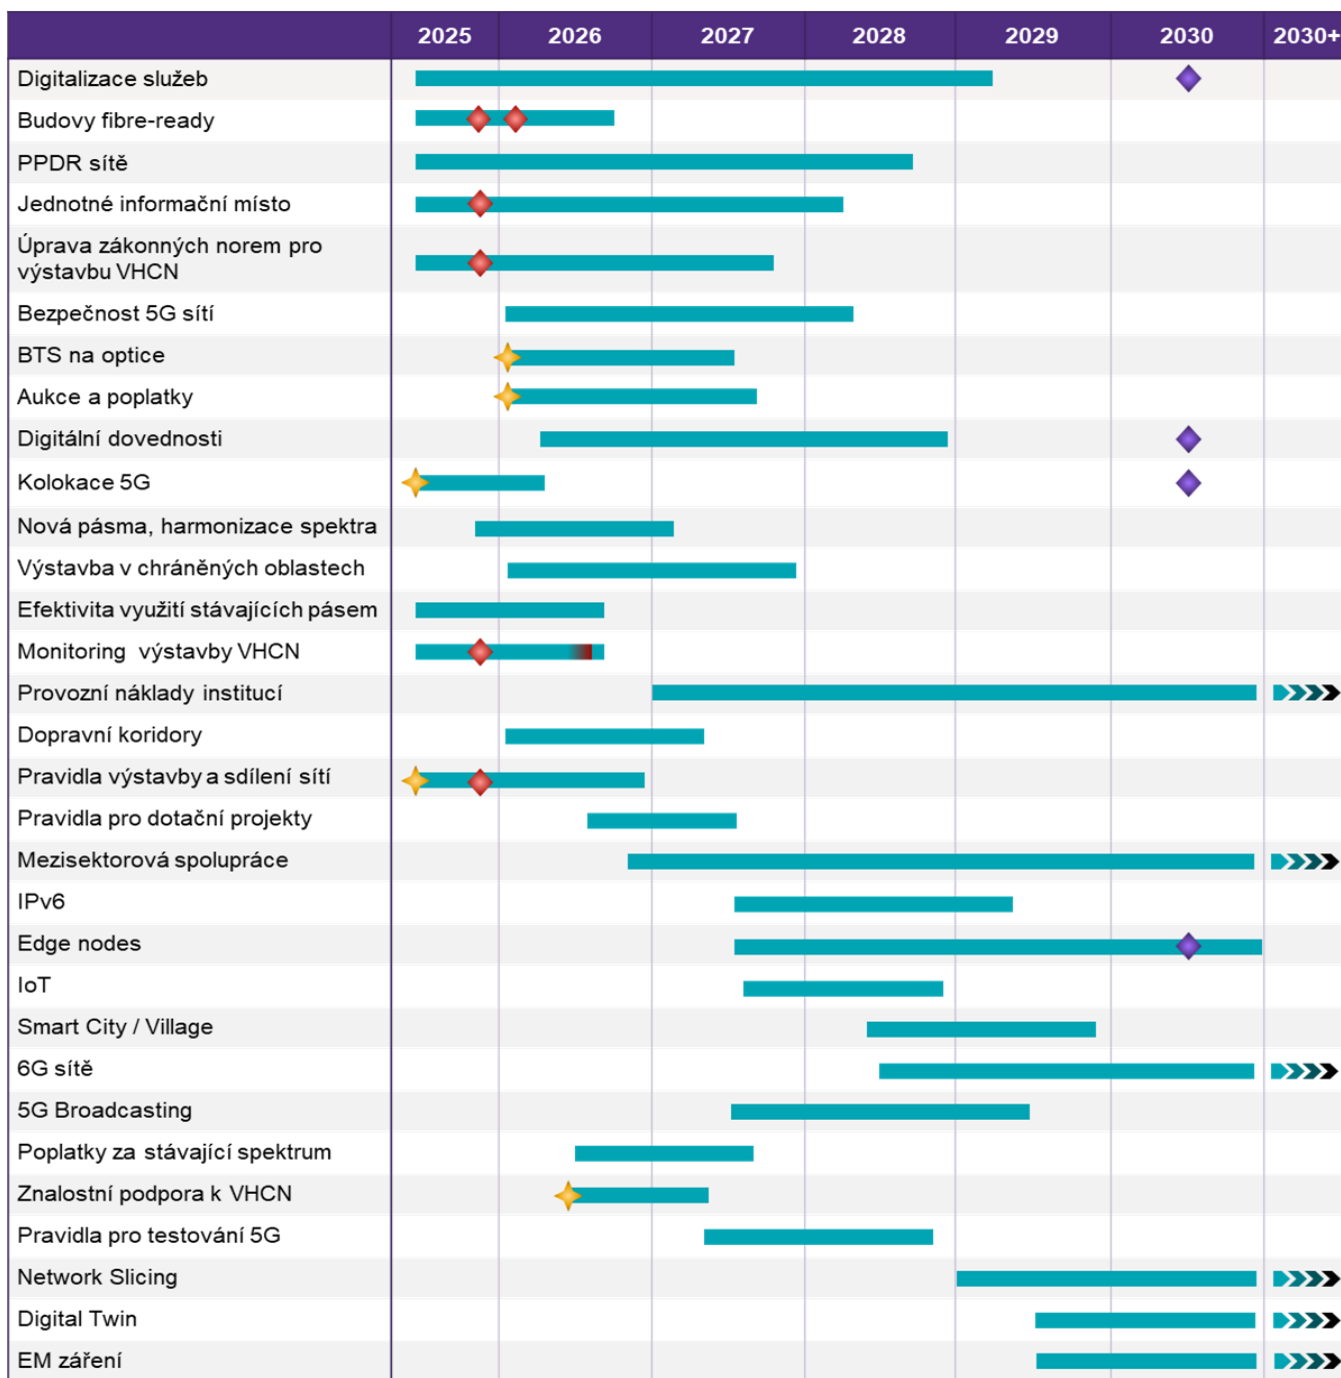 2025 2026 2027 2028 2029 2030 2030+
Digitalizace služeb
Budovy fibre-ready
PPDR sítě
Jednotné informační místo
Úprava zákonných norem pro
výstavbu VHCN
Bezpečnost 5G sítí
BTS na optice
Aukce a poplatky
Digitální dovednosti
Kolokace 5G
Nová pásma, harmonizace spektra
Výstavba v chráněných oblastech
Efektivita využití stávajících pásem
Monitoring výstavby VHCN
Provozní náklady institucí
Dopravní koridory
Pravidla výstavby a sdílení sítí
Pravidla pro dotační projekty
Mezisektorová spolupráce
IPv6
Edge nodes
IoT
Smart City / Village
6G sítě
5G Broadcasting
Poplatky za stávající spektrum
Znalostní podpora k VHCN
Pravidla pro testování 5G
Network Slicing
Digital Twin
EM záření